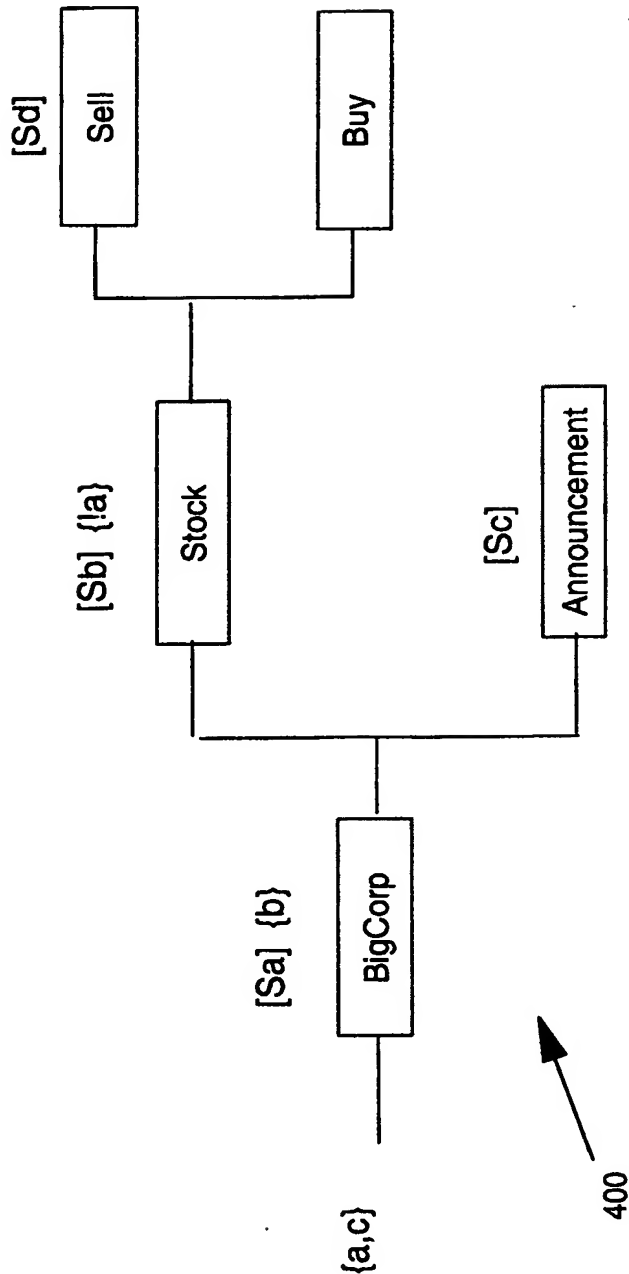 {a,c}
[Sa] {b}
BigCorp
[Sb] {!a}
Stock
[Sc]
Announcement
[Sd]
Sell
Buy
400